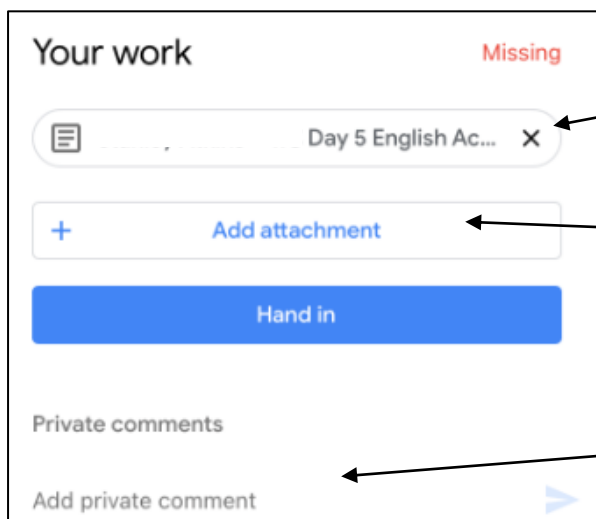 Your work
Missing
Day 5 English Ac...
+ Add attachment
Hand in
Private comments
Add private comment